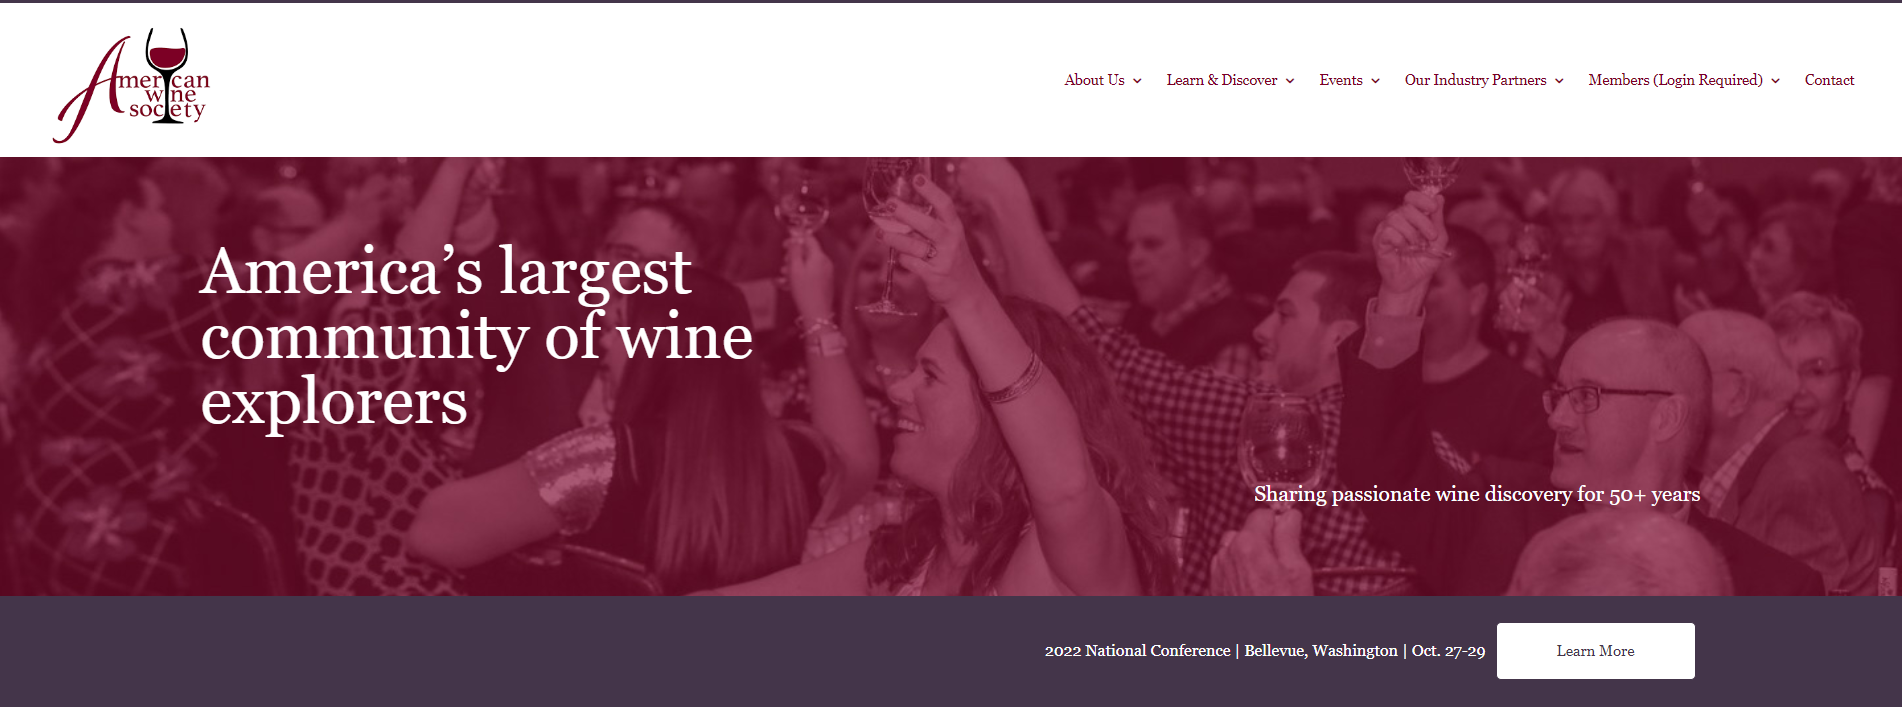 American
wine
society
About Us
Learn & Discover
Events
Our Industry Partners
Members (Login Required)
Contact
America’s largest
community of wine
explorers
Sharing passionate wine discovery for 50+ years
2022 National Conference | Bellevue, Washington | Oct. 27-29
Learn More